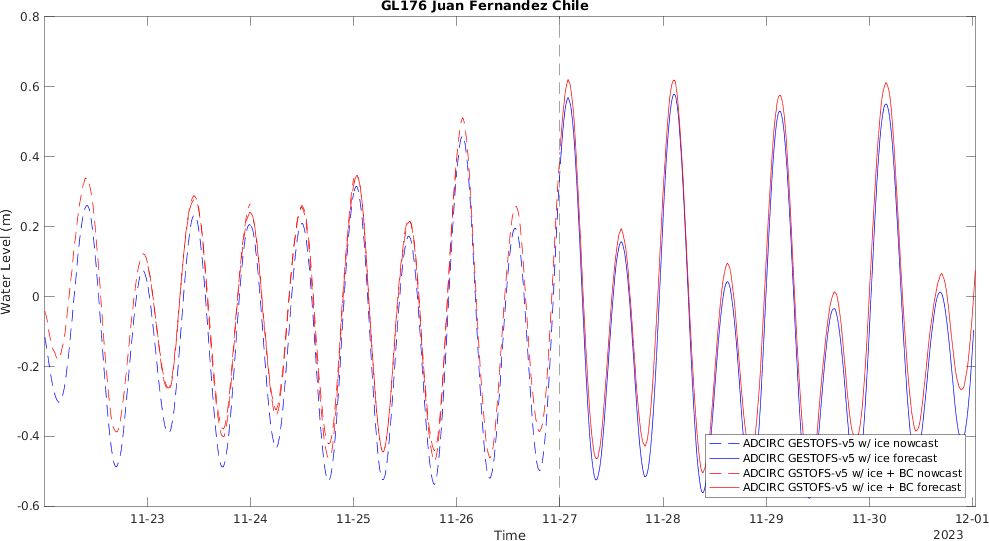 GL176 Juan Fernandez Chile
0.8
0.6
0.4
0.2
0
-0.2
-0.4
-0.6
Water Level (m)
ADCIRC GESTOFS-v5 w/ ice nowcast
ADCIRC GESTOFS-v5 w/ ice forecast
ADCIRC GSTOFS-v5 w/ ice + BC nowcast
ADCIRC GSTOFS-v5 w/ ice + BC forecast
11-23 11-24 11-25 11-26 11-27 11-28 11-29 11-30 12-01
Time
2023